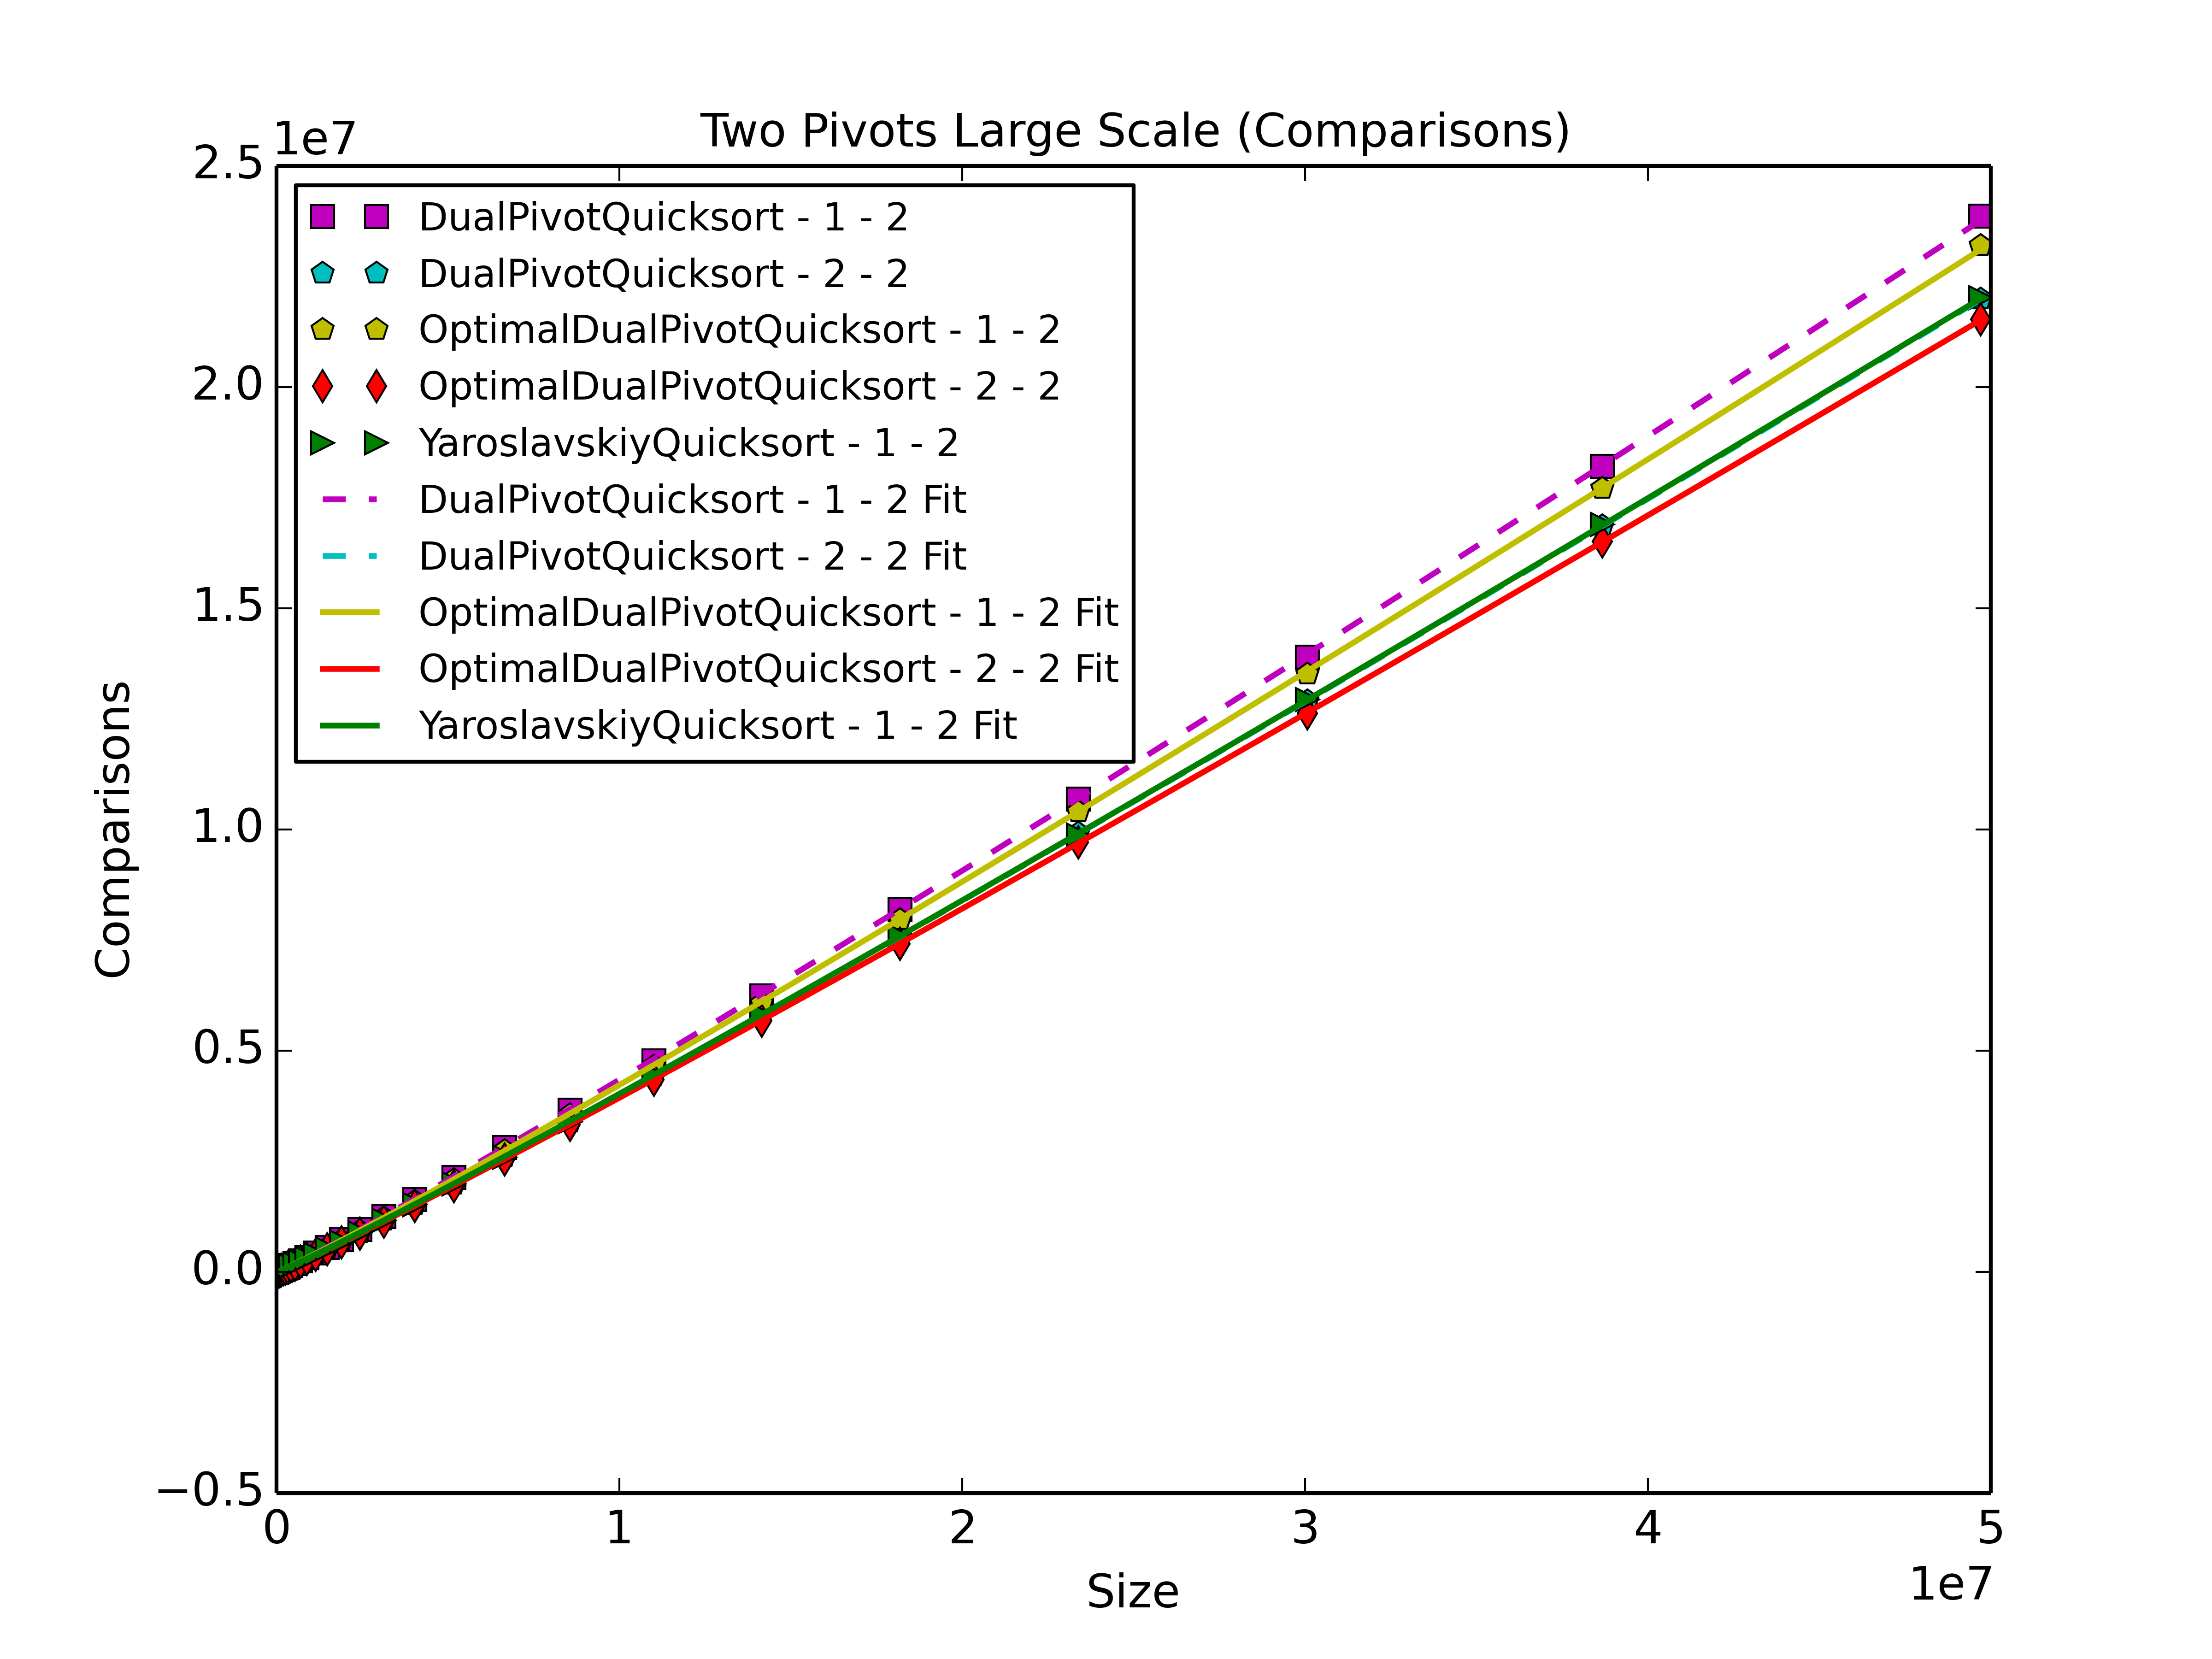 Two Pivots Large Scale (Comparisons)
1e7
2.5
2.0
1.5
1.0
0.5
0.0
−0.5
Comparisons
DualPivotQuicksort - 1 - 2
DualPivotQuicksort - 2 - 2
OptimalDualPivotQuicksort - 1 - 2
OptimalDualPivotQuicksort - 2 - 2
YaroslavskiyQuicksort - 1 - 2
DualPivotQuicksort - 1 - 2 Fit
DualPivotQuicksort - 2 - 2 Fit
OptimalDualPivotQuicksort - 1 - 2 Fit
OptimalDualPivotQuicksort - 2 - 2 Fit
YaroslavskiyQuicksort - 1 - 2 Fit
0 1 2 3 4 5
Size
1e7